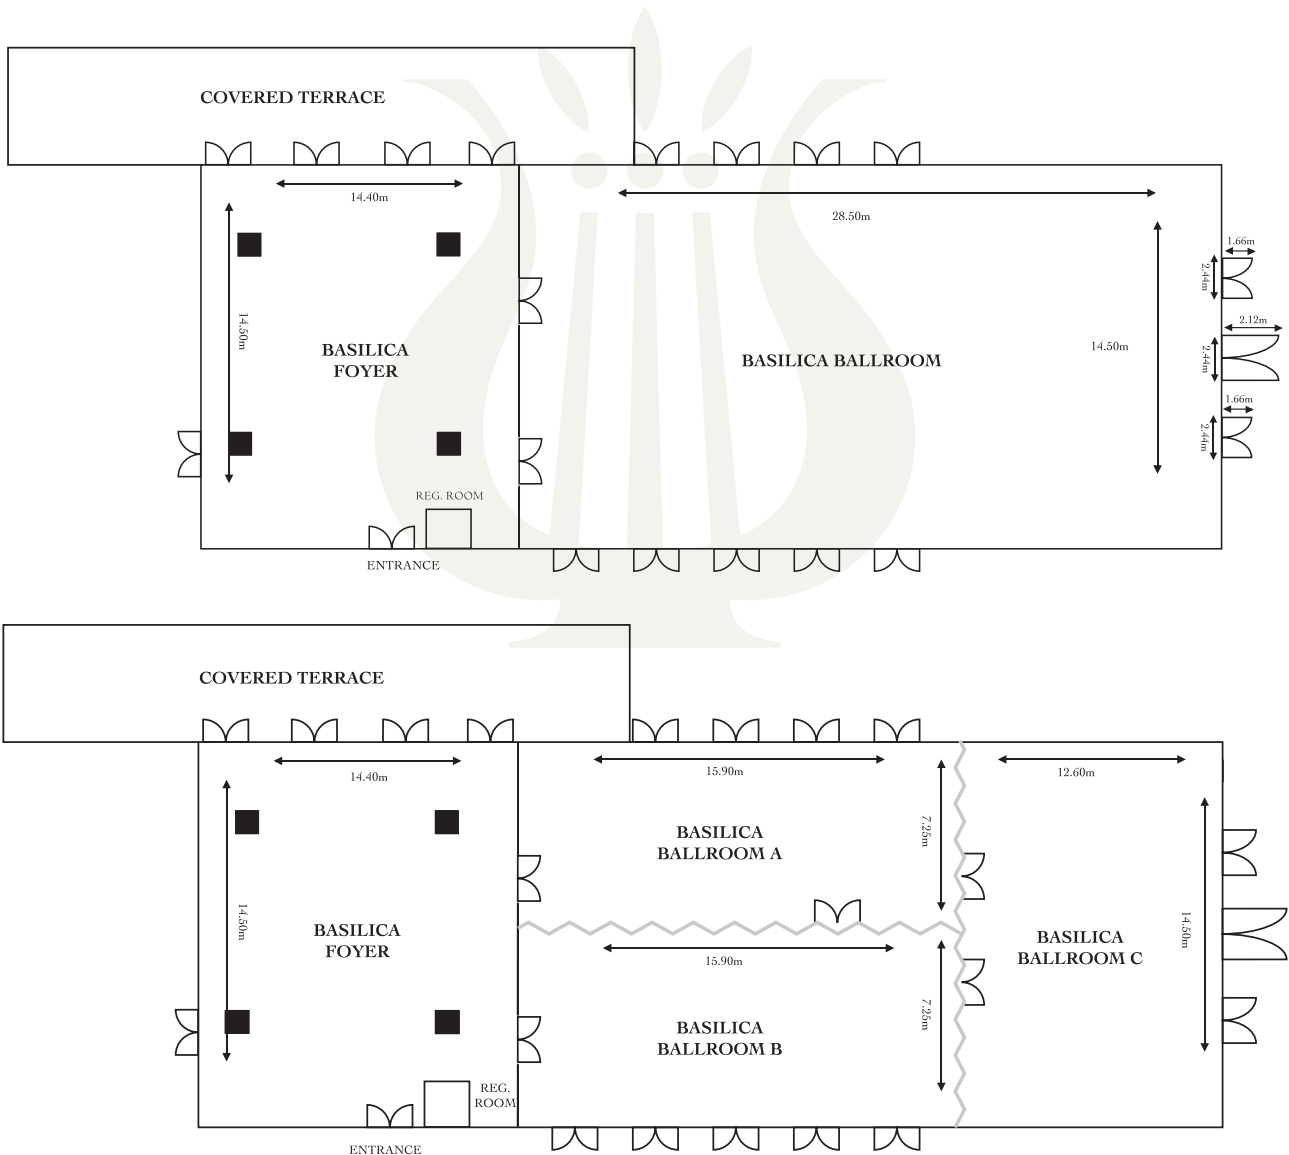 COVERED TERRACE
14.40m
28.50m
14.50m
BASILICA
FOYER
BASILICA BALLROOM
14.50m
1.66m
2.44m
2.12m
2.44m
1.66m
2.44m
REG. ROOM
ENTRANCE
COVERED TERRACE
14.40m
15.90m
12.60m
14.50m
BASILICA
FOYER
BASILICA
BALLROOM A
7.25m
15.90m
BASILICA
BALLROOM B
7.25m
BASILICA
BALLROOM C
14.50m
REG.
ROOM
ENTRANCE